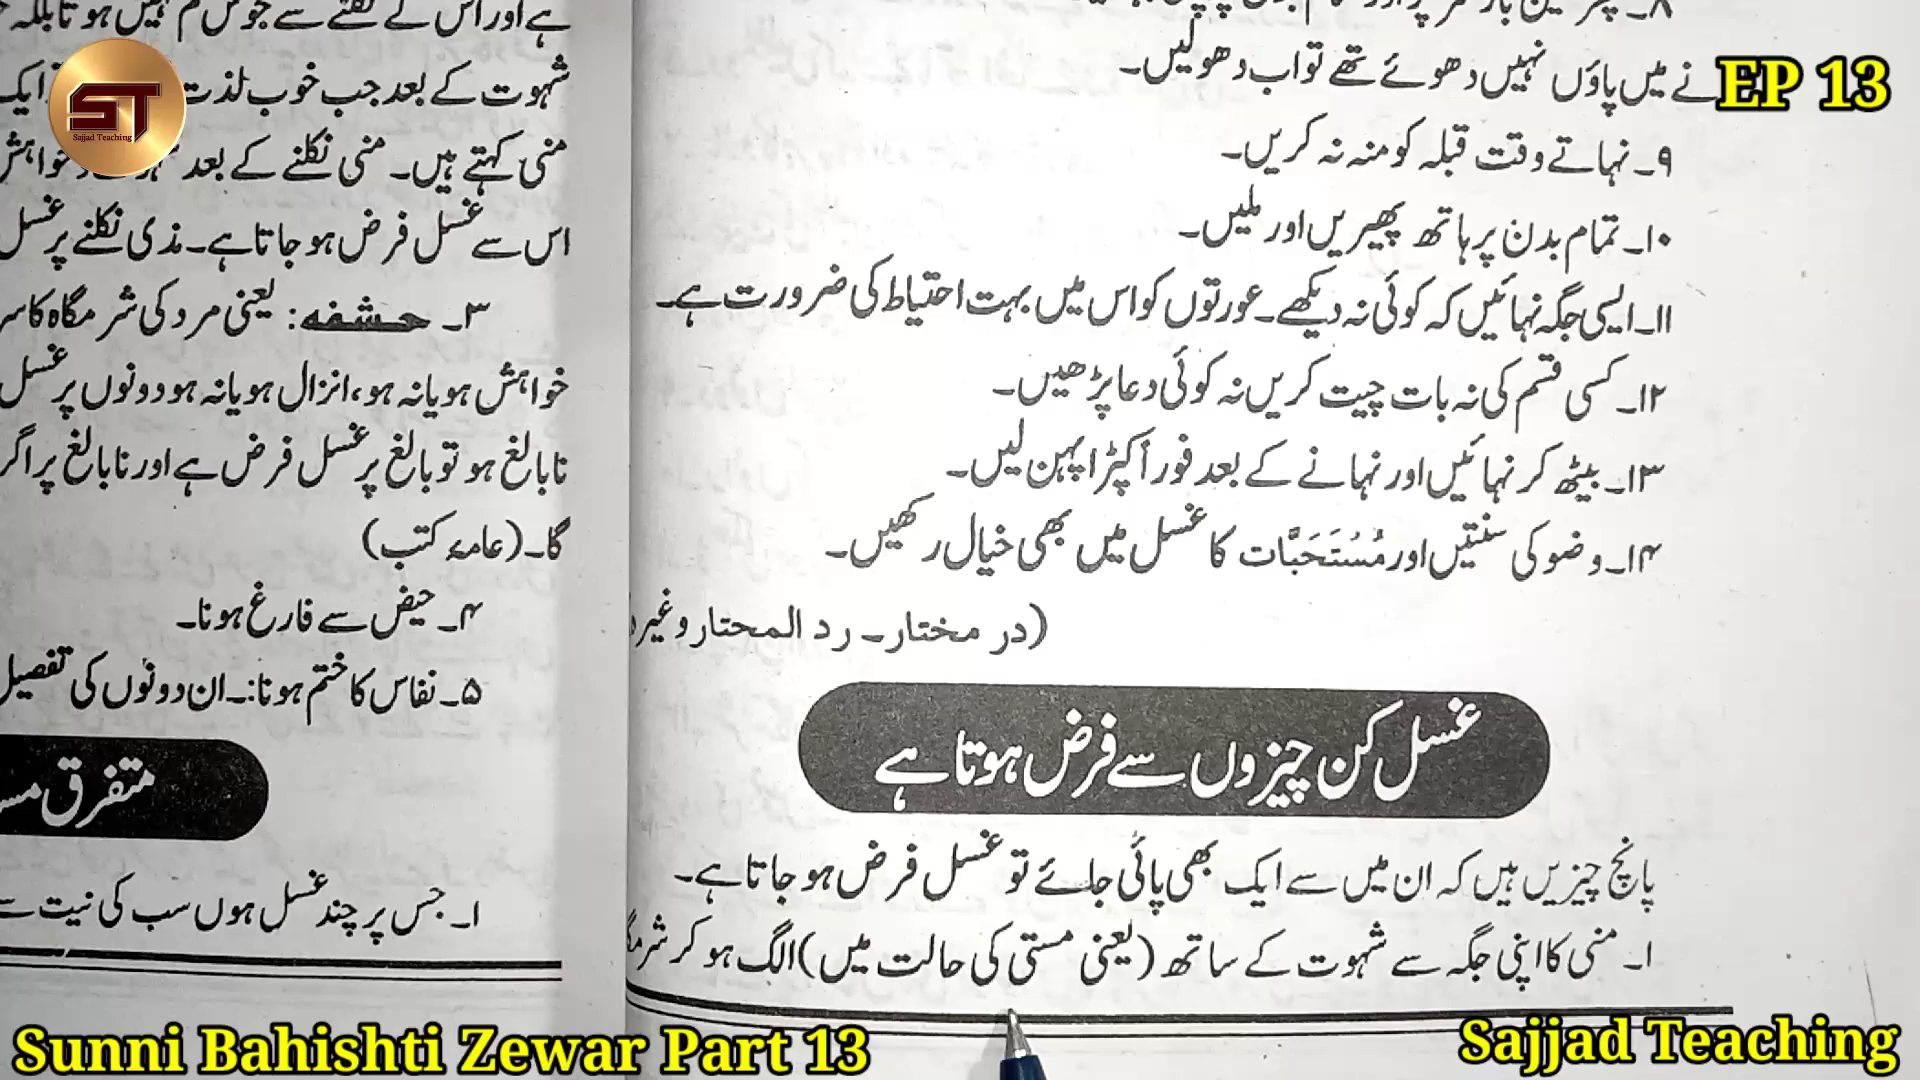 نے میں پاؤں نہیں دھوئے تھے تو اب دھولیں۔
۹۔ نہاتے وقت قبلہ کو منہ نہ کریں۔
۱۰۔ تمام بدن پر ہاتھ پھیریں اور ملیں۔
۱۱۔ ایسی جگہ نہائیں کہ کوئی نہ دیکھے۔ عورتوں کو اس میں بہت احتیاط کی ضرورت ہے۔
۱۲۔ کسی قسم کی نہ بات چیت کریں نہ کوئی دعا پڑھیں۔
۱۳۔ بیٹھ کر نہائیں اور نہانے کے بعد فوراً کپڑا پہن لیں۔
۱۴۔ وضو کی سنتیں اور مُسْتَحَبَّات کا غسل میں بھی خیال رکھیں۔
(در مختار۔ رد المحتار وغیرہ
غسل کن چیزوں سے فرض ہوتا ہے
پانچ چیزیں ہیں کہ ان میں سے ایک بھی پائی جائے تو غسل فرض ہو جاتا ہے۔
۱۔ منی کا اپنی جگہ سے شہوت کے ساتھ (یعنی مستی کی حالت میں) الگ ہو کر
ہے اور اس کے نکلنے سے جوش کم نہیں ہوتا بلکہ
شہوت کے بعد جب خوب لذت ایک
منی کہتے ہیں۔ منی نکلنے کے بعد خواہش
اس سے غسل فرض ہو جاتا ہے۔ مذی نکلنے پر غسل
۳۔ حشفه: یعنی مرد کی شرمگاہ کا سر
خواہش ہو یا نہ ہو، انزال ہو یا نہ ہو دونوں پر غسل
نابالغ ہو تو بالغ پر غسل فرض ہے اور نابالغ پر اگر
گا۔ (عامۂ کتب)
۴۔ حیض سے فارغ ہونا۔
۵۔ نفاس کا ختم ہونا:۔ ان دونوں کی تفصیل
متفرق
۱۔ جس پر چند غسل ہوں سب کی نیت سے
ST
Sajjad Teaching
EP 13
Sunni Bahishti Zewar Part 13
Sajjad Teaching